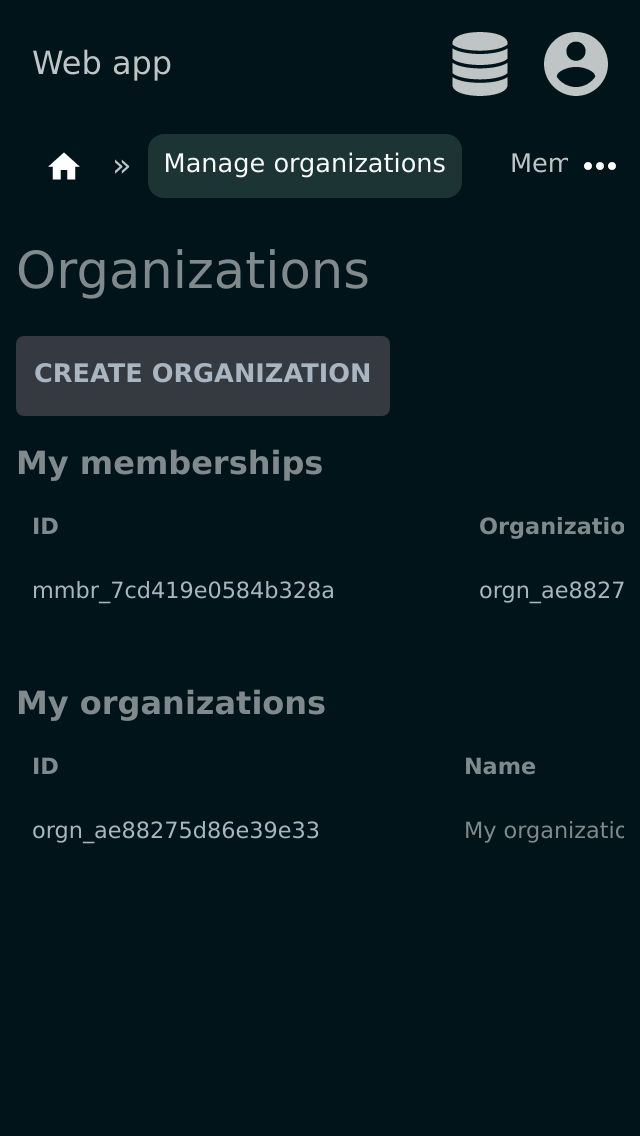 Web app
» Manage organizations Mem
Organizations
CREATE ORGANIZATION
My memberships
ID Organizatio
mmbr_7cd419e0584b328a orgn_ae8827
My organizations
ID Name
orgn_ae88275d86e39e33 My organizatic